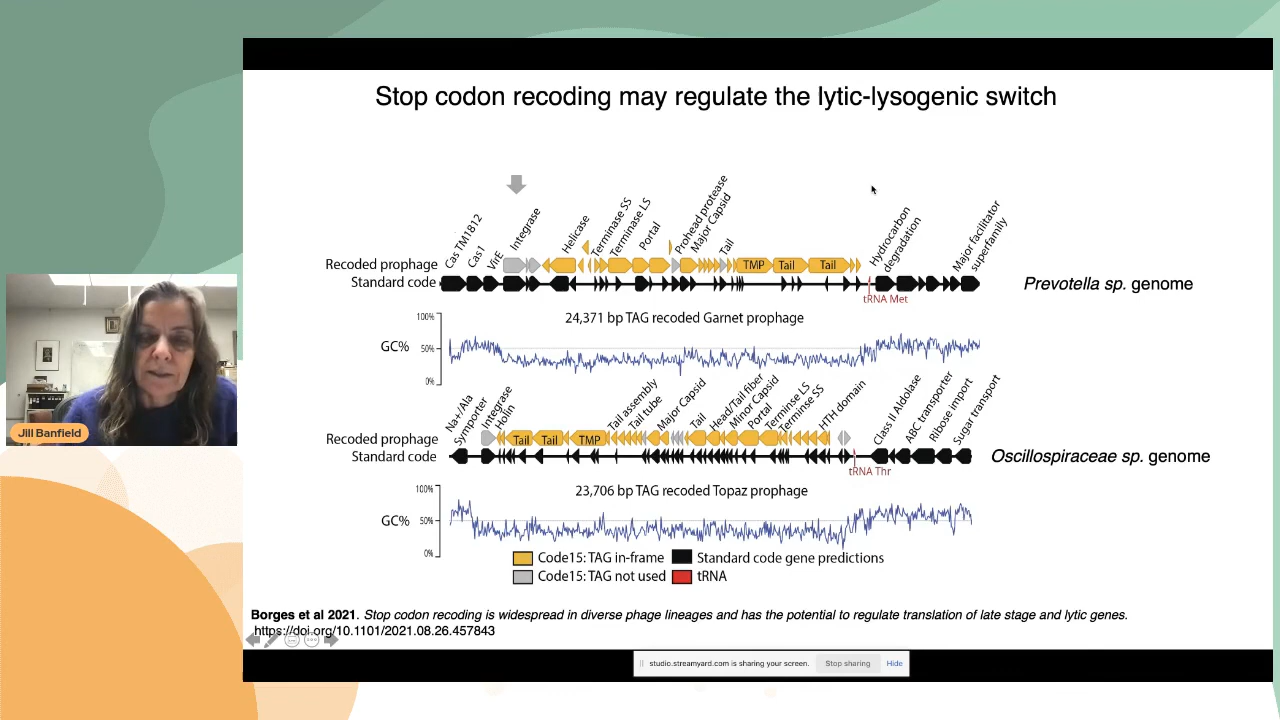 Stop codon recoding may regulate the lytic-lysogenic switch
Cas TM1812
Cas1
VirE
Integrase
Helicase
Terminase SS
Terminase LS
Portal
Prohead protease
Major Capsid
Tail
Hydrocarbon
degradation
Major facilitator
superfamily
Recoded prophage
TMP
Tail
Tail
Standard code
Prevotella sp. genome
tRNA Met
24,371 bp TAG recoded Garnet prophage
100%
GC%
50%
0%
Na+/Ala
Symporter
Integrase
Holin
Tail assembly
Tail tube
Major Capsid
Tail
Head/Tail fiber
Minor Capsid
Portal
Terminse LS
Terminse SS
HTH domain
Class II Aldolase
ABC transporter
Ribose import
Sugar transport
Recoded prophage
Tail
Tail
TMP
Standard code
Oscillospiraceae sp. genome
tRNA Thr
23,706 bp TAG recoded Topaz prophage
100%
GC%
50%
0%
Code15: TAG in-frame
Standard code gene predictions
Code15: TAG not used
tRNA
Borges et al 2021. Stop codon recoding is widespread in diverse phage lineages and has the potential to regulate translation of late stage and lytic genes.
https://doi.org/10.1101/2021.08.26.457843
Jill Banfield
studio.streamyard.com is sharing your screen.
Stop sharing
Hide